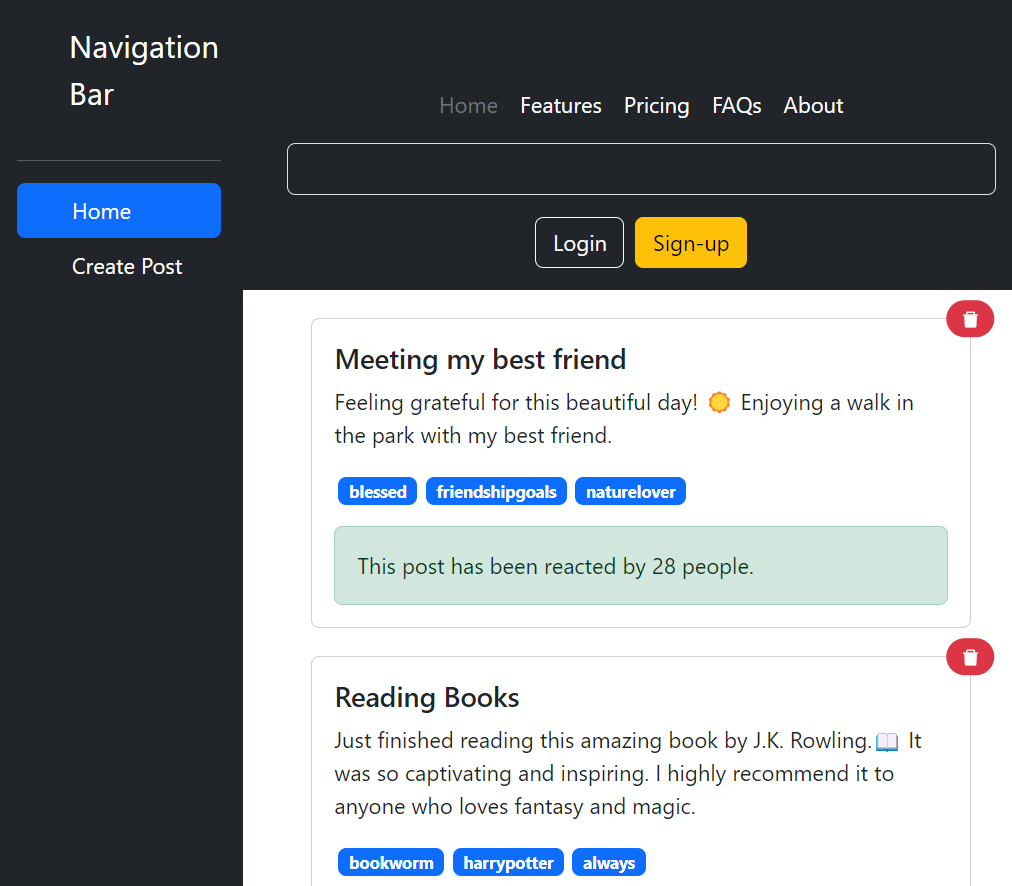 Navigation
Bar
Home Features Pricing FAQs About
Home
Create Post
Login Sign-up
Meeting my best friend
Feeling grateful for this beautiful day! 🌞 Enjoying a walk in
the park with my best friend.
blessed friendshipgoals naturelover
This post has been reacted by 28 people.
Reading Books
Just finished reading this amazing book by J.K. Rowling.📖 It
was so captivating and inspiring. I highly recommend it to
anyone who loves fantasy and magic.
bookworm harrypotter always